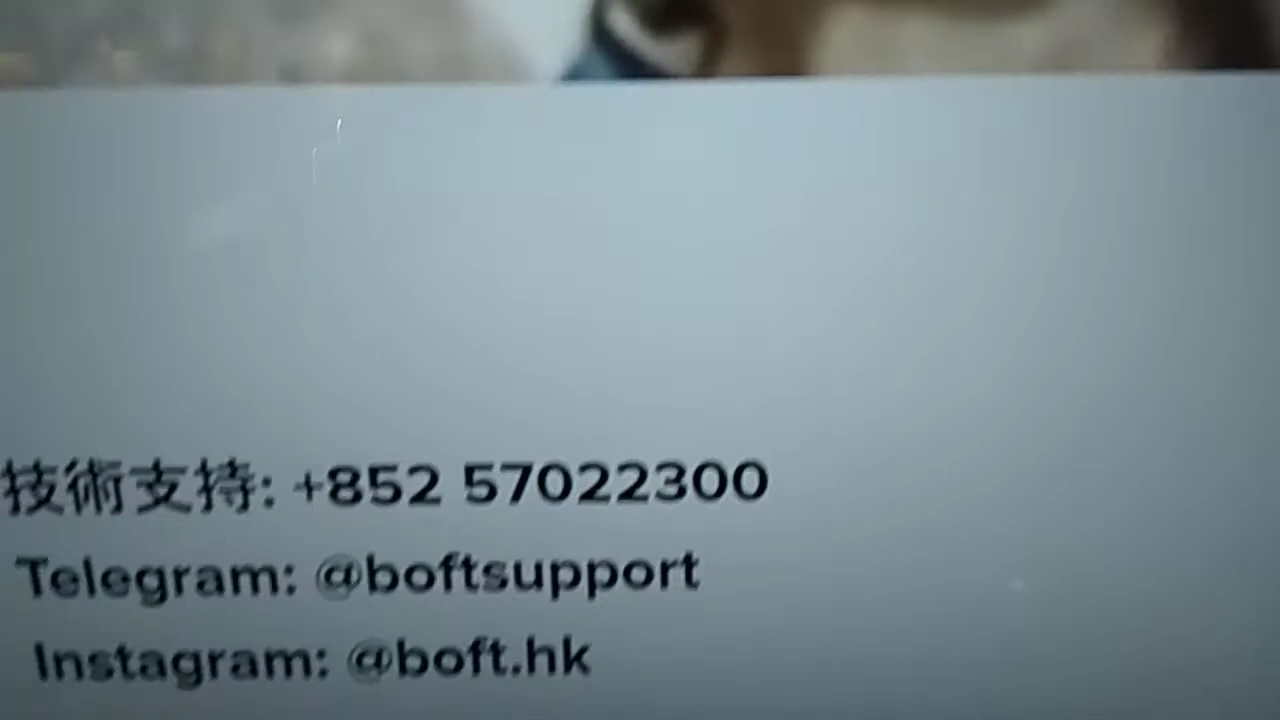 技術支持: +852 57022300
Telegram: @boftsupport
Instagram: @boft.hk